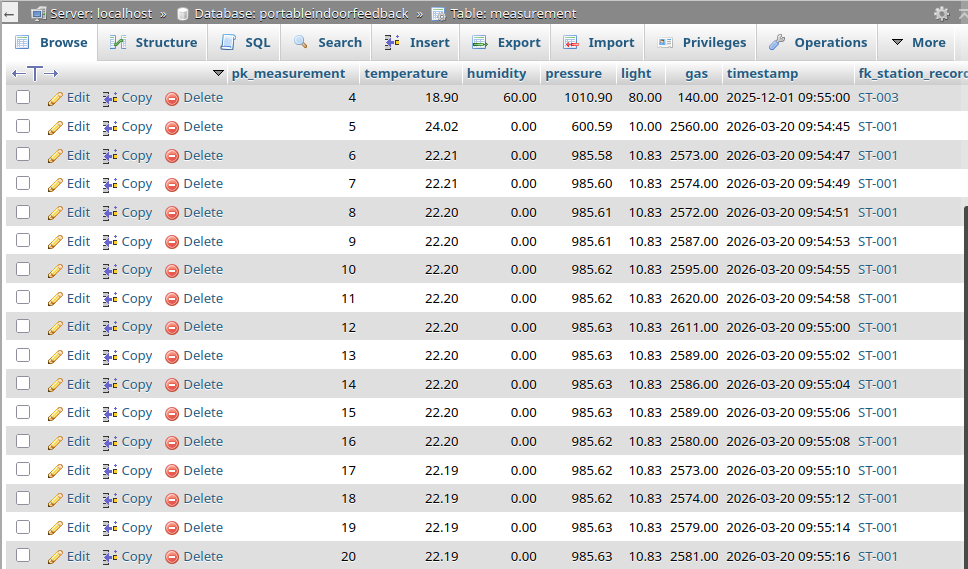 Server: localhost » Database: portableindoorfeedback » Table: measurement
Browse Structure SQL Search Insert Export Import Privileges Operations More
pk_measurement temperature humidity pressure light gas timestamp fk_station_record
Edit Copy Delete 4 18.90 60.00 1010.90 80.00 140.00 2025-12-01 09:55:00 ST-003
Edit Copy Delete 5 24.02 0.00 600.59 10.00 2560.00 2026-03-20 09:54:45 ST-001
Edit Copy Delete 6 22.21 0.00 985.58 10.83 2573.00 2026-03-20 09:54:47 ST-001
Edit Copy Delete 7 22.21 0.00 985.60 10.83 2574.00 2026-03-20 09:54:49 ST-001
Edit Copy Delete 8 22.20 0.00 985.61 10.83 2572.00 2026-03-20 09:54:51 ST-001
Edit Copy Delete 9 22.20 0.00 985.61 10.83 2587.00 2026-03-20 09:54:53 ST-001
Edit Copy Delete 10 22.20 0.00 985.62 10.83 2595.00 2026-03-20 09:54:55 ST-001
Edit Copy Delete 11 22.20 0.00 985.62 10.83 2620.00 2026-03-20 09:54:58 ST-001
Edit Copy Delete 12 22.20 0.00 985.63 10.83 2611.00 2026-03-20 09:55:00 ST-001
Edit Copy Delete 13 22.20 0.00 985.63 10.83 2589.00 2026-03-20 09:55:02 ST-001
Edit Copy Delete 14 22.20 0.00 985.63 10.83 2586.00 2026-03-20 09:55:04 ST-001
Edit Copy Delete 15 22.20 0.00 985.63 10.83 2589.00 2026-03-20 09:55:06 ST-001
Edit Copy Delete 16 22.20 0.00 985.62 10.83 2580.00 2026-03-20 09:55:08 ST-001
Edit Copy Delete 17 22.19 0.00 985.62 10.83 2573.00 2026-03-20 09:55:10 ST-001
Edit Copy Delete 18 22.19 0.00 985.62 10.83 2574.00 2026-03-20 09:55:12 ST-001
Edit Copy Delete 19 22.19 0.00 985.63 10.83 2579.00 2026-03-20 09:55:14 ST-001
Edit Copy Delete 20 22.19 0.00 985.63 10.83 2581.00 2026-03-20 09:55:16 ST-001